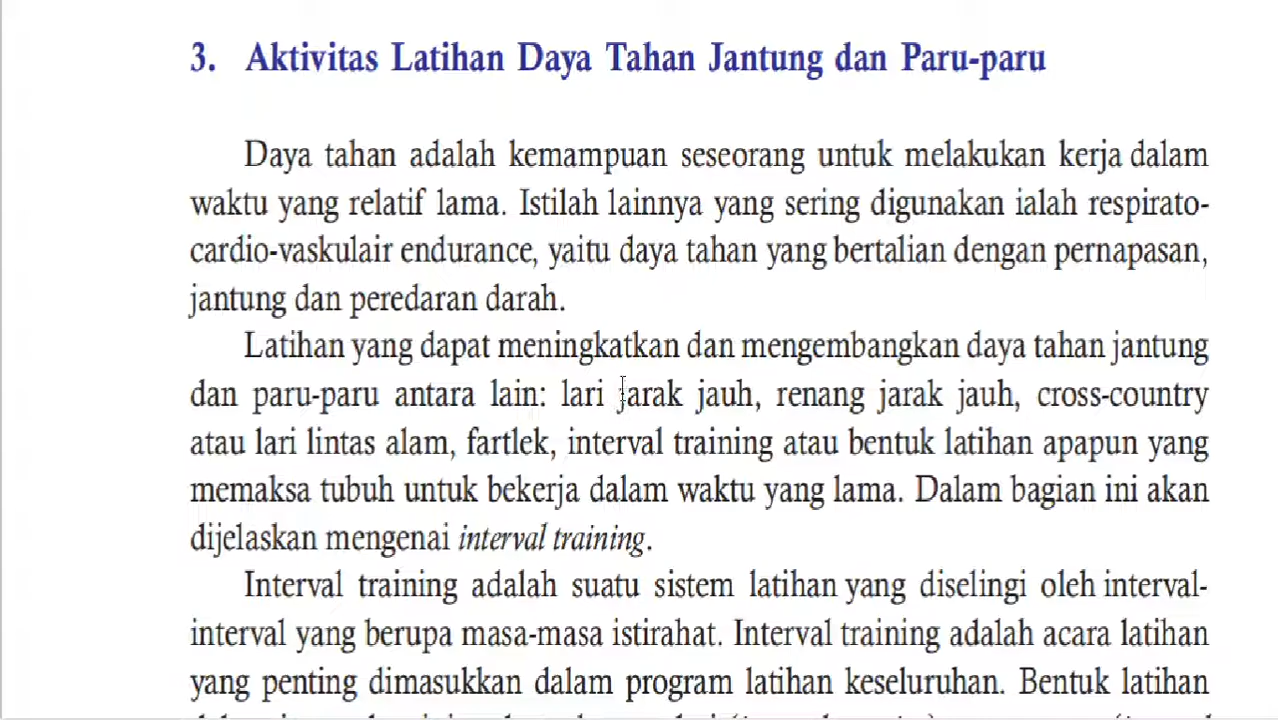 3. Aktivitas Latihan Daya Tahan Jantung dan Paru-paru
Daya tahan adalah kemampuan seseorang untuk melakukan kerja dalam
waktu yang relatif lama. Istilah lainnya yang sering digunakan ialah respirato-
cardio-vaskulair endurance, yaitu daya tahan yang bertalian dengan pernapasan,
jantung dan peredaran darah.
Latihan yang dapat meningkatkan dan mengembangkan daya tahan jantung
dan paru-paru antara lain: lari jarak jauh, renang jarak jauh, cross-country
atau lari lintas alam, fartlek, interval training atau bentuk latihan apapun yang
memaksa tubuh untuk bekerja dalam waktu yang lama. Dalam bagian ini akan
dijelaskan mengenai interval training.
Interval training adalah suatu sistem latihan yang diselingi oleh interval-
interval yang berupa masa-masa istirahat. Interval training adalah acara latihan
yang penting dimasukkan dalam program latihan keseluruhan. Bentuk latihan